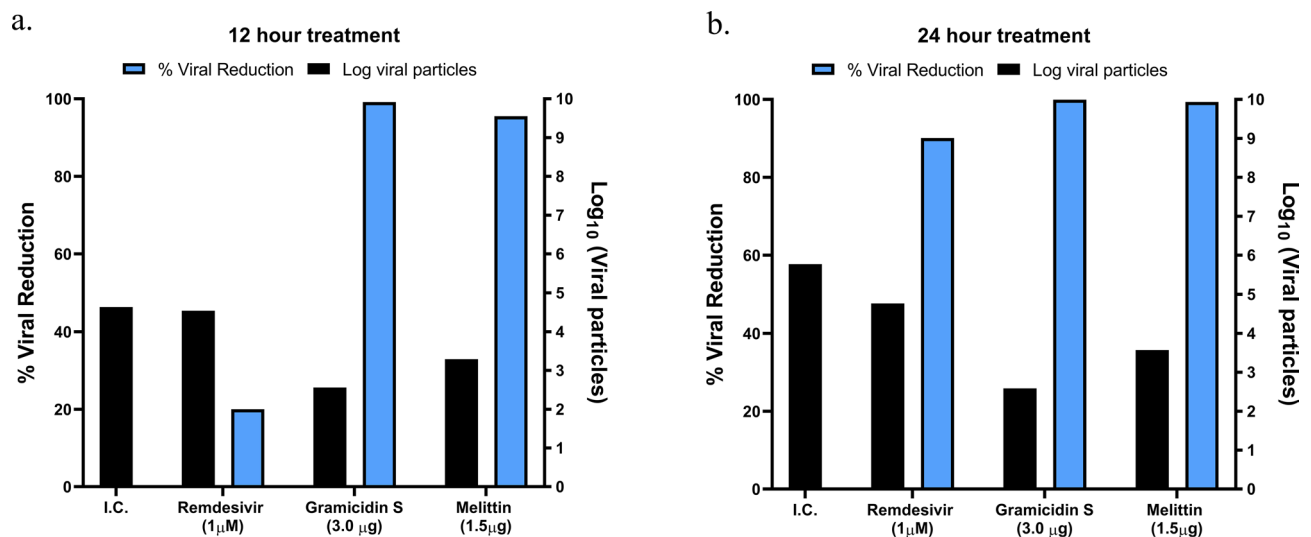 a.
12 hour treatment
% Viral Reduction
Log viral particles
% Viral Reduction
100
80
60
40
20
0
Log10 (Viral particles)
10
9
8
7
6
5
4
3
2
1
0
I.C.
Remdesivir
(1μM)
Gramicidin S
(3.0 μg)
Melittin
(1.5μg)
b.
24 hour treatment
% Viral Reduction
Log viral particles
% Viral Reduction
100
80
60
40
20
0
Log10 (Viral particles)
10
9
8
7
6
5
4
3
2
1
0
I.C.
Remdesivir
(1μM)
Gramicidin S
(3.0 μg)
Melittin
(1.5μg)